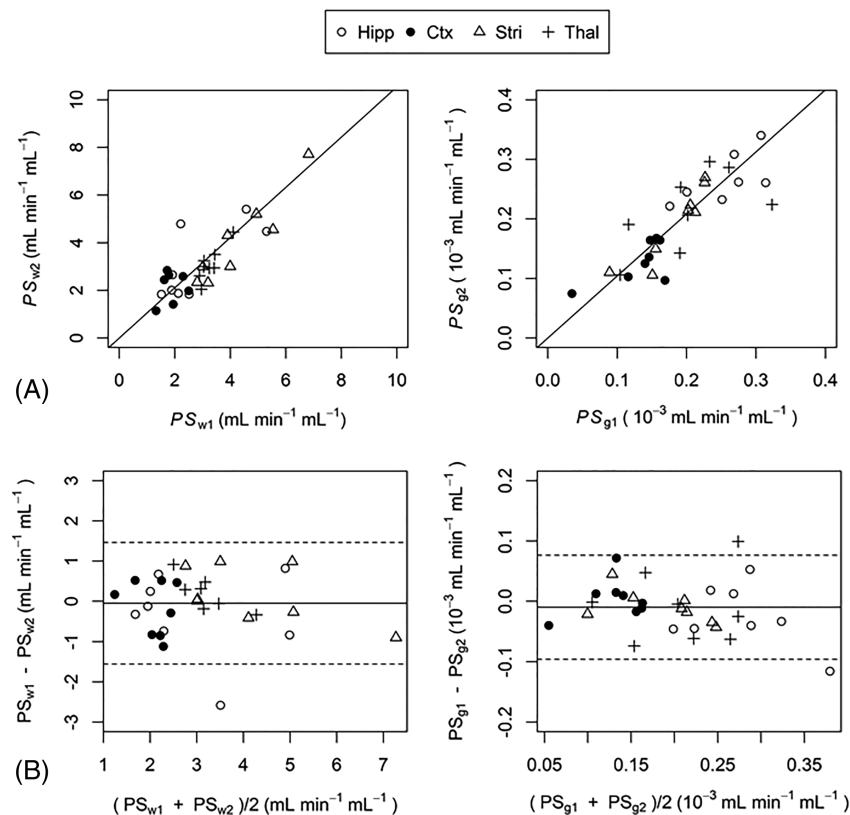 Hipp Ctx Stri Thal
(A)
PSw2 (mL min−1 mL−1)
10
8
6
4
2
0
0 2 4 6 8 10
PSw1 (mL min−1 mL−1)
PSg2 (10−3 mL min−1 mL−1)
0.4
0.3
0.2
0.1
0.0
0.0 0.1 0.2 0.3 0.4
PSg1 (10−3 mL min−1 mL−1)
(B)
PSw1 - PSw2 (mL min−1 mL−1)
3
2
1
0
-1
-2
-3
1 2 3 4 5 6 7
(PSw1 + PSw2)/2 (mL min−1 mL−1)
PSg1 - PSg2 (10−3 mL min−1 mL−1)
0.2
0.1
0.0
-0.1
-0.2
0.05 0.15 0.25 0.35
(PSg1 + PSg2)/2 (10−3 mL min−1 mL−1)